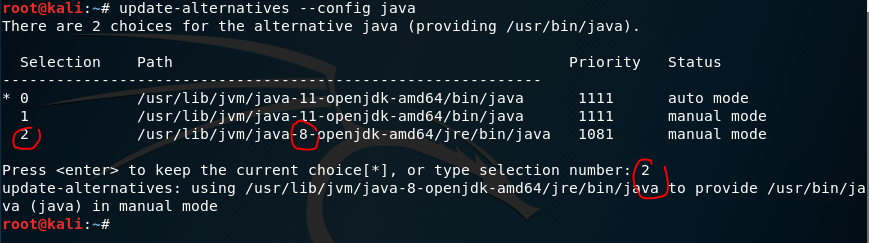 root@kali:~# update-alternatives --config java
There are 2 choices for the alternative java (providing /usr/bin/java).
Selection Path Priority Status
------------------------------------------------------------
* 0 /usr/lib/jvm/java-11-openjdk-amd64/bin/java 1111 auto mode
1 /usr/lib/jvm/java-11-openjdk-amd64/bin/java 1111 manual mode
2 /usr/lib/jvm/java-8-openjdk-amd64/jre/bin/java 1081 manual mode
Press <enter> to keep the current choice[*], or type selection number: 2
update-alternatives: using /usr/lib/jvm/java-8-openjdk-amd64/jre/bin/java to provide /usr/bin/ja
va (java) in manual mode
root@kali:~#